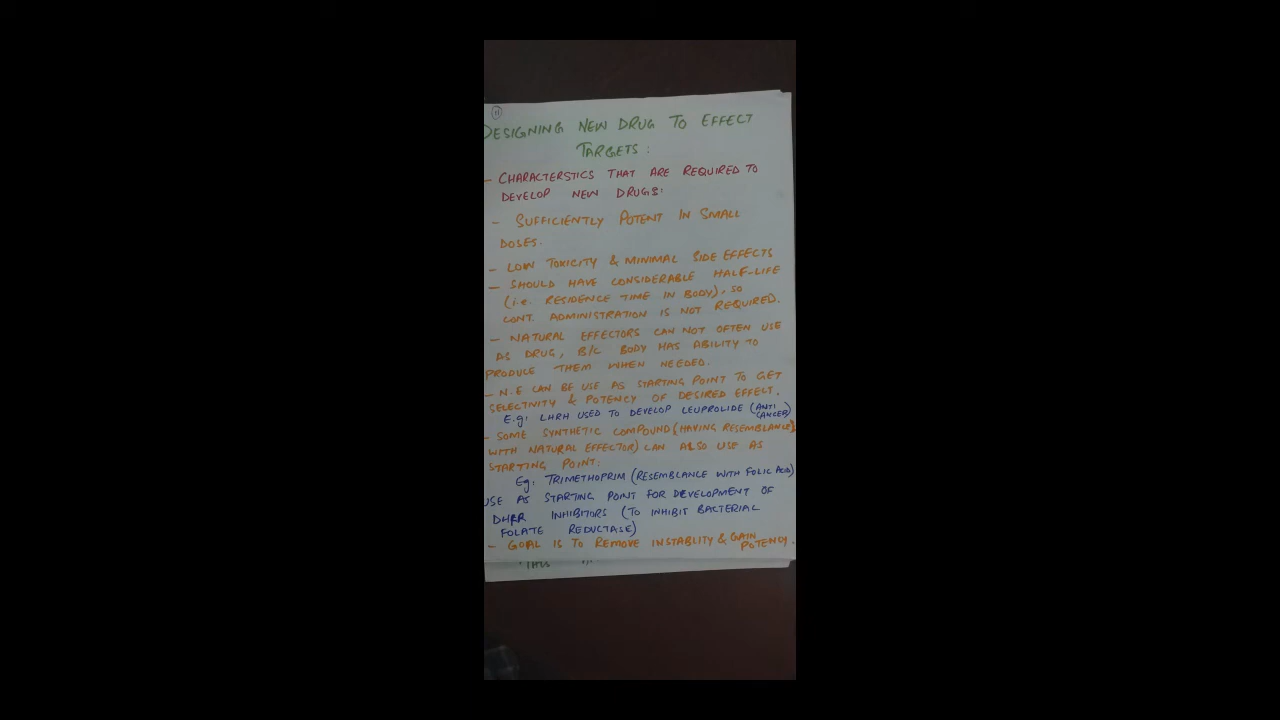 11
DESIGNING NEW DRUG TO EFFECT
TARGETS:
- CHARACTERSTICS THAT ARE REQUIRED TO
DEVELOP NEW DRUGS:
- SUFFICIENTLY POTENT IN SMALL
DOSES.
- LOW TOXICITY & MINIMAL SIDE EFFECTS
- SHOULD HAVE CONSIDERABLE HALF-LIFE
(i.e. RESIDENCE TIME IN BODY), SO
CONT. ADMINISTRATION IS NOT REQUIRED.
- NATURAL EFFECTORS CAN NOT OFTEN USE
AS DRUG, B/C BODY HAS ABILITY TO
PRODUCE THEM WHEN NEEDED.
- N.E CAN BE USE AS STARTING POINT TO GET
SELECTIVITY & POTENCY OF DESIRED EFFECT.
E.g: LHRH USED TO DEVELOP LEUPROLIDE (ANTI CANCER)
- SOME SYNTHETIC COMPOUND (HAVING RESEMBLANCE
WITH NATURAL EFFECTOR) CAN ALSO USE AS
STARTING POINT:
Eg: TRIMETHOPRIM (RESEMBLANCE WITH FOLIC ACID)
USE AS STARTING POINT FOR DEVELOPMENT OF
INHIBITORS (TO INHIBIT BACTERIAL
FOLATE REDUCTASE)
- GOAL IS TO REMOVE INSTABLITY & GAIN
POTENCY.